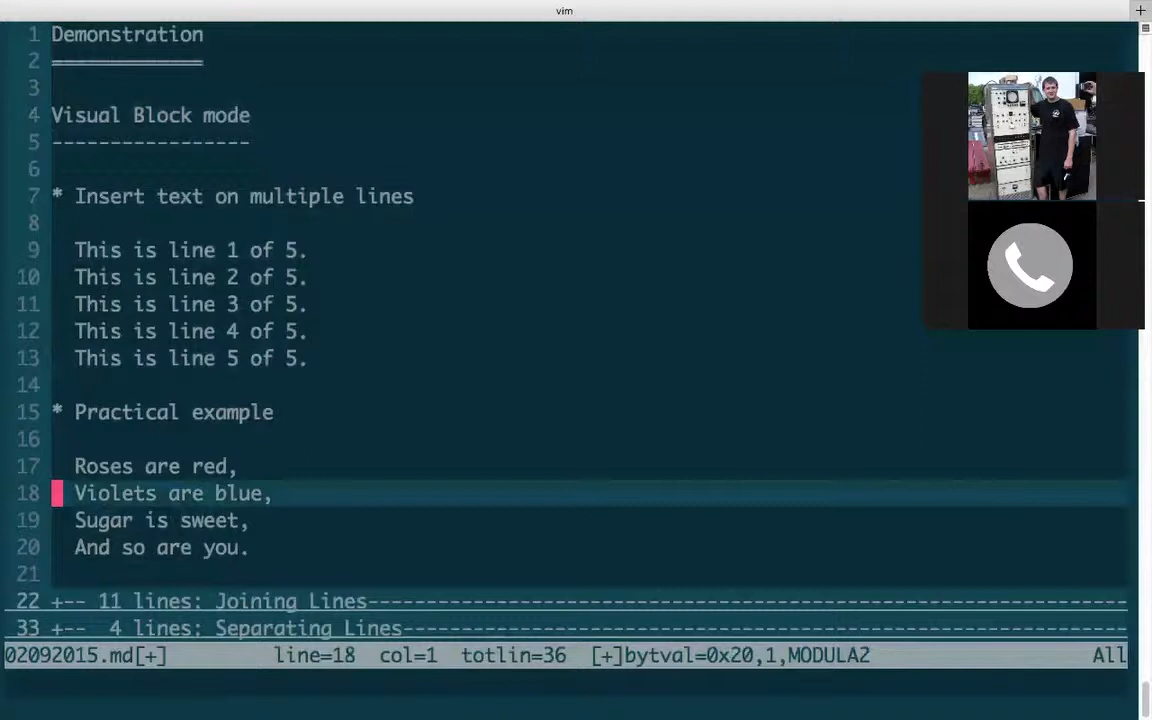 vim
1 Demonstration
2 =============
3
4 Visual Block mode
5 -----------------
6
7 * Insert text on multiple lines
8
9 This is line 1 of 5.
10 This is line 2 of 5.
11 This is line 3 of 5.
12 This is line 4 of 5.
13 This is line 5 of 5.
14
15 * Practical example
16
17 Roses are red,
18 Violets are blue,
19 Sugar is sweet,
20 And so are you.
21
22 +-- 11 lines: Joining Lines-----------------------------------------------------------------
33 +--  4 lines: Separating Lines--------------------------------------------------------------
02092015.md[+] line=18 col=1 totlin=36 [+]bytval=0x20,1,MODULA2 All